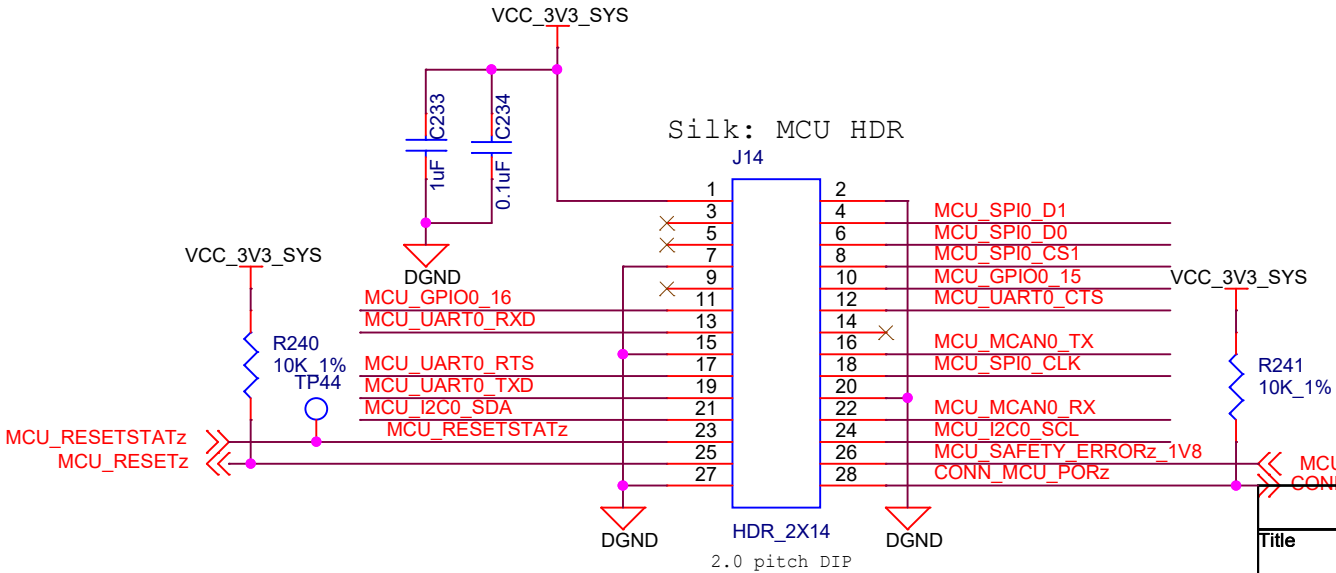 VCC_3V3_SYS
C233
1uF
C234
0.1uF
DGND
Silk: MCU HDR
J14
VCC_3V3_SYS
R240
10K_1%
TP44
VCC_3V3_SYS
R241
10K_1%
1 2
3 4 MCU_SPI0_D1
5 6 MCU_SPI0_D0
7 8 MCU_SPI0_CS1
9 10 MCU_GPIO0_15
MCU_GPIO0_16 11 12 MCU_UART0_CTS
MCU_UART0_RXD 13 14
15 16 MCU_MCAN0_TX
MCU_UART0_RTS 17 18 MCU_SPI0_CLK
MCU_UART0_TXD 19 20
MCU_I2C0_SDA 21 22 MCU_MCAN0_RX
MCU_RESETSTATz MCU_RESETSTATz 23 24 MCU_I2C0_SCL
MCU_RESETz 25 26 MCU_SAFETY_ERRORz_1V8 MCU
27 28 CONN_MCU_PORz
DGND
HDR_2X14
DGND
2.0 pitch DIP
Title